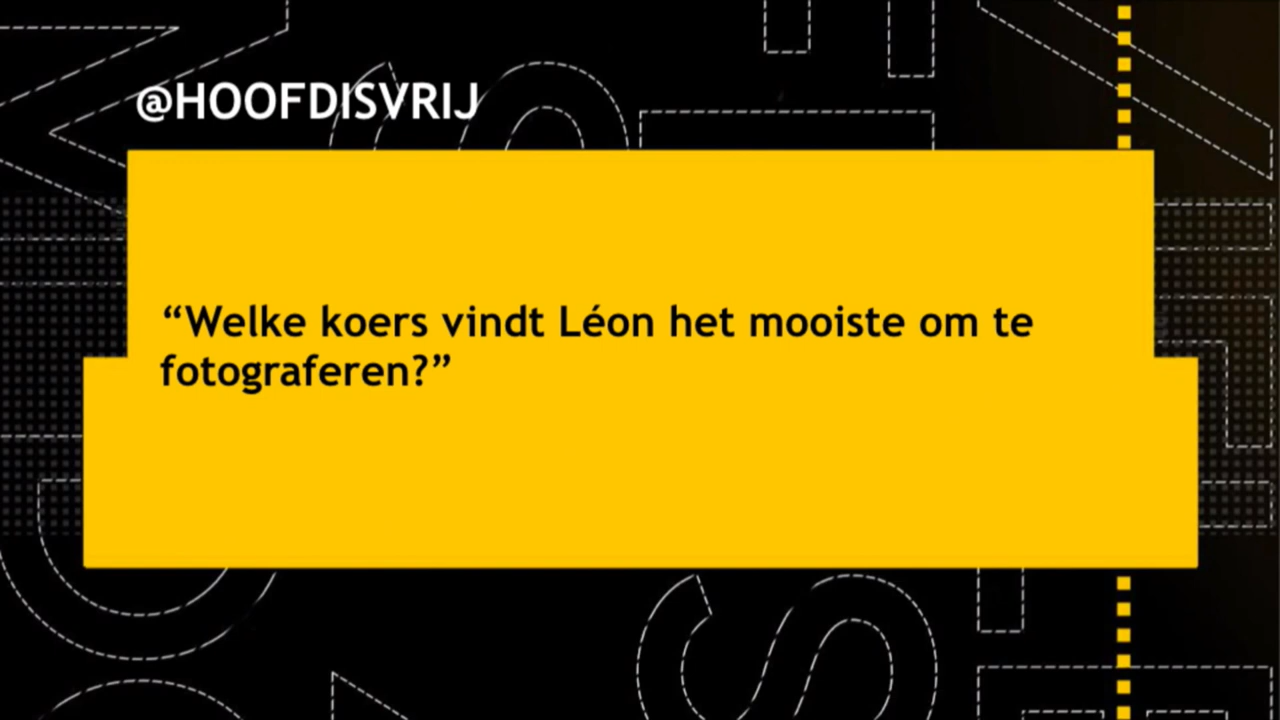 @HOOFDISVRIJ
“Welke koers vindt Léon het mooiste om te
fotograferen?”